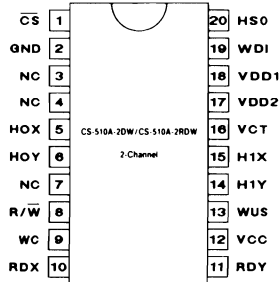 C̅S̅ 1 20 HS0
GND 2 19 WDI
NC 3 18 VDD1
NC 4 17 VDD2
HOX 5 CS-510A-2DW/CS-510A-2RDW 16 VCT
HOY 6 2-Channel 15 H1X
NC 7 14 H1Y
R/W̅ 8 13 WUS
WC 9 12 VCC
RDX 10 11 RDY